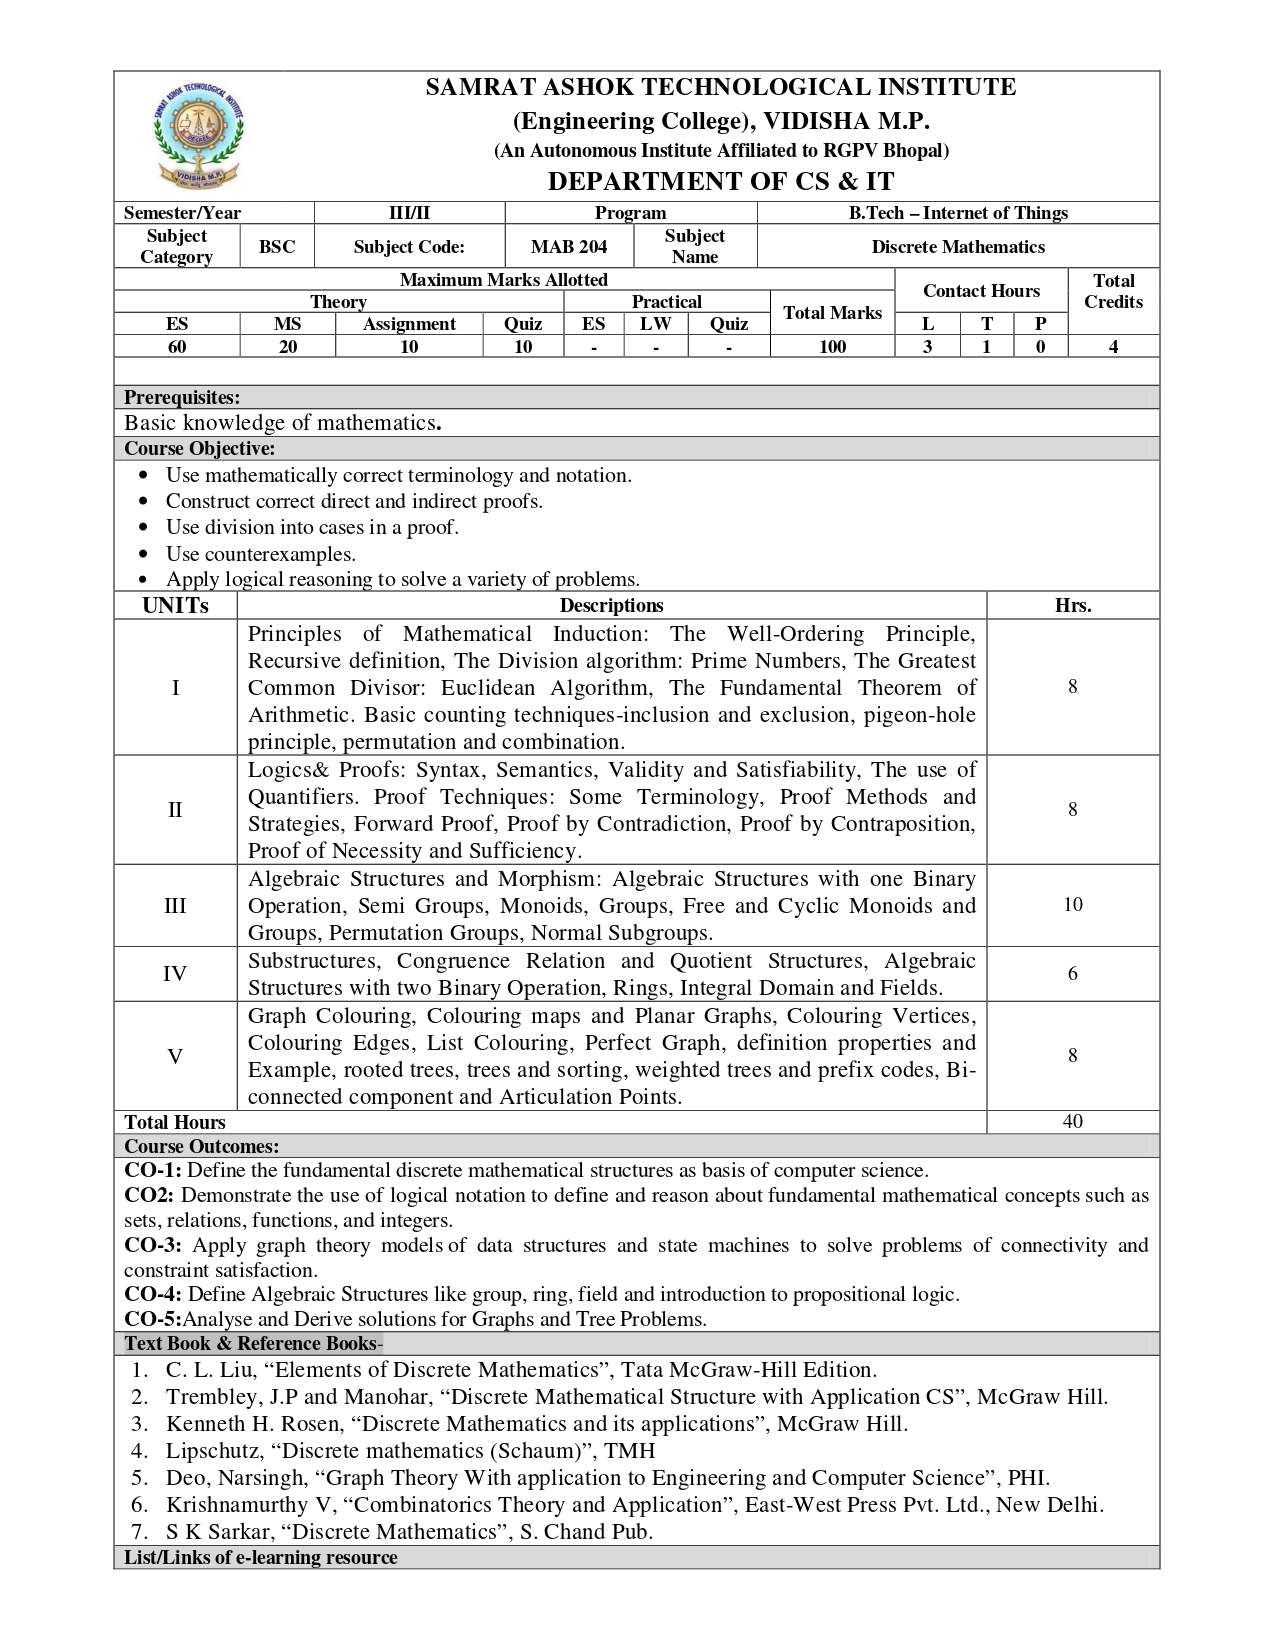 SAMRAT ASHOK TECHNOLOGICAL INSTITUTE
(Engineering College), VIDISHA M.P.
(An Autonomous Institute Affiliated to RGPV Bhopal)
DEPARTMENT OF CS & IT
SAMRAT ASHOK TECHNOLOGICAL INSTITUTE
VIDISHA M.P.
Semester/Year III/II Program B.Tech – Internet of Things
Subject Category BSC Subject Code: MAB 204 Subject Name Discrete Mathematics
Maximum Marks Allotted Contact Hours Total Credits
Theory Practical Total Marks
ES MS Assignment Quiz ES LW Quiz L T P
60 20 10 10 - - - 100 3 1 0 4
Prerequisites:
Basic knowledge of mathematics.
Course Objective:
• Use mathematically correct terminology and notation.
• Construct correct direct and indirect proofs.
• Use division into cases in a proof.
• Use counterexamples.
• Apply logical reasoning to solve a variety of problems.
UNITs Descriptions Hrs.
I
Principles of Mathematical Induction: The Well-Ordering Principle,
Recursive definition, The Division algorithm: Prime Numbers, The Greatest
Common Divisor: Euclidean Algorithm, The Fundamental Theorem of
Arithmetic. Basic counting techniques-inclusion and exclusion, pigeon-hole
principle, permutation and combination.
8
II
Logics& Proofs: Syntax, Semantics, Validity and Satisfiability, The use of
Quantifiers. Proof Techniques: Some Terminology, Proof Methods and
Strategies, Forward Proof, Proof by Contradiction, Proof by Contraposition,
Proof of Necessity and Sufficiency.
8
III
Algebraic Structures and Morphism: Algebraic Structures with one Binary
Operation, Semi Groups, Monoids, Groups, Free and Cyclic Monoids and
Groups, Permutation Groups, Normal Subgroups.
10
IV
Substructures, Congruence Relation and Quotient Structures, Algebraic
Structures with two Binary Operation, Rings, Integral Domain and Fields.
6
V
Graph Colouring, Colouring maps and Planar Graphs, Colouring Vertices,
Colouring Edges, List Colouring, Perfect Graph, definition properties and
Example, rooted trees, trees and sorting, weighted trees and prefix codes, Bi-
connected component and Articulation Points.
8
Total Hours 40
Course Outcomes:
CO-1: Define the fundamental discrete mathematical structures as basis of computer science.
CO2: Demonstrate the use of logical notation to define and reason about fundamental mathematical concepts such as
sets, relations, functions, and integers.
CO-3: Apply graph theory models of data structures and state machines to solve problems of connectivity and
constraint satisfaction.
CO-4: Define Algebraic Structures like group, ring, field and introduction to propositional logic.
CO-5:Analyse and Derive solutions for Graphs and Tree Problems.
Text Book & Reference Books-
1. C. L. Liu, “Elements of Discrete Mathematics”, Tata McGraw-Hill Edition.
2. Trembley, J.P and Manohar, “Discrete Mathematical Structure with Application CS”, McGraw Hill.
3. Kenneth H. Rosen, “Discrete Mathematics and its applications”, McGraw Hill.
4. Lipschutz, “Discrete mathematics (Schaum)”, TMH
5. Deo, Narsingh, “Graph Theory With application to Engineering and Computer Science”, PHI.
6. Krishnamurthy V, “Combinatorics Theory and Application”, East-West Press Pvt. Ltd., New Delhi.
7. S K Sarkar, “Discrete Mathematics”, S. Chand Pub.
List/Links of e-learning resource